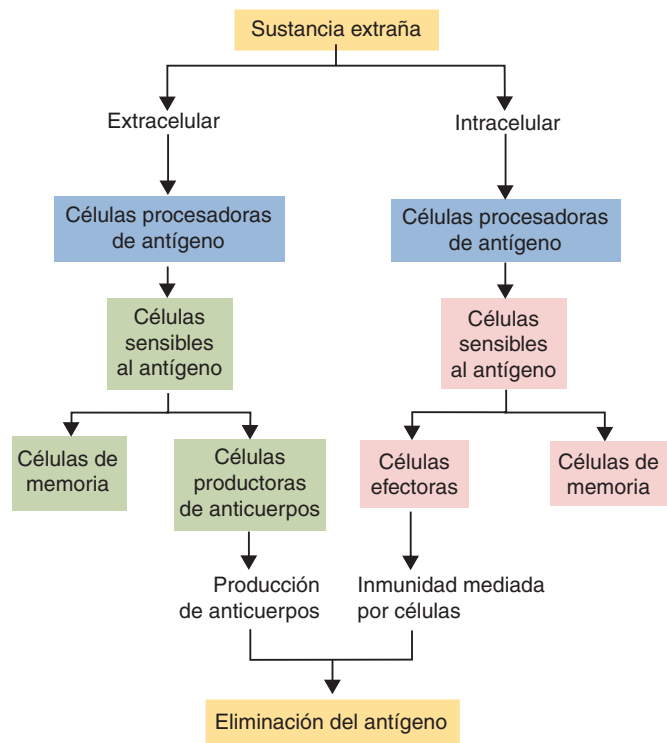 Sustancia extraña
Extracelular
Intracelular
Células procesadoras
de antígeno
Células procesadoras
de antígeno
Células
sensibles
al antígeno
Células
sensibles
al antígeno
Células de
memoria
Células
productoras
de anticuerpos
Células
efectoras
Células de
memoria
Producción
de anticuerpos
Inmunidad mediada
por células
Eliminación del antígeno